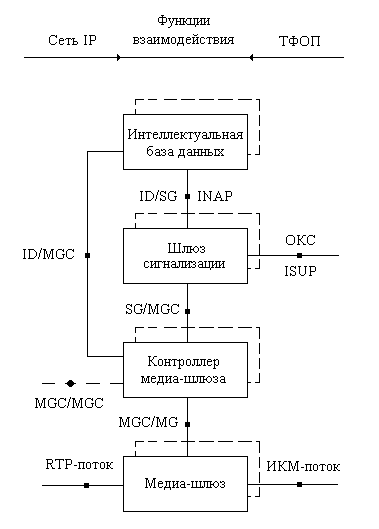 Функции
Сеть IP
взаимодействия
ТФОП
Интеллектуальная
база данных
ID/SG
INAP
ОКС
Шлюз
сигнализации
ID/MGC
ISUP
SG/MGC
Контроллер
медиа-шлюза
MGC/MGC
MGC/MG
RTP-поток
ИКМ-поток
Медиа-шлюз